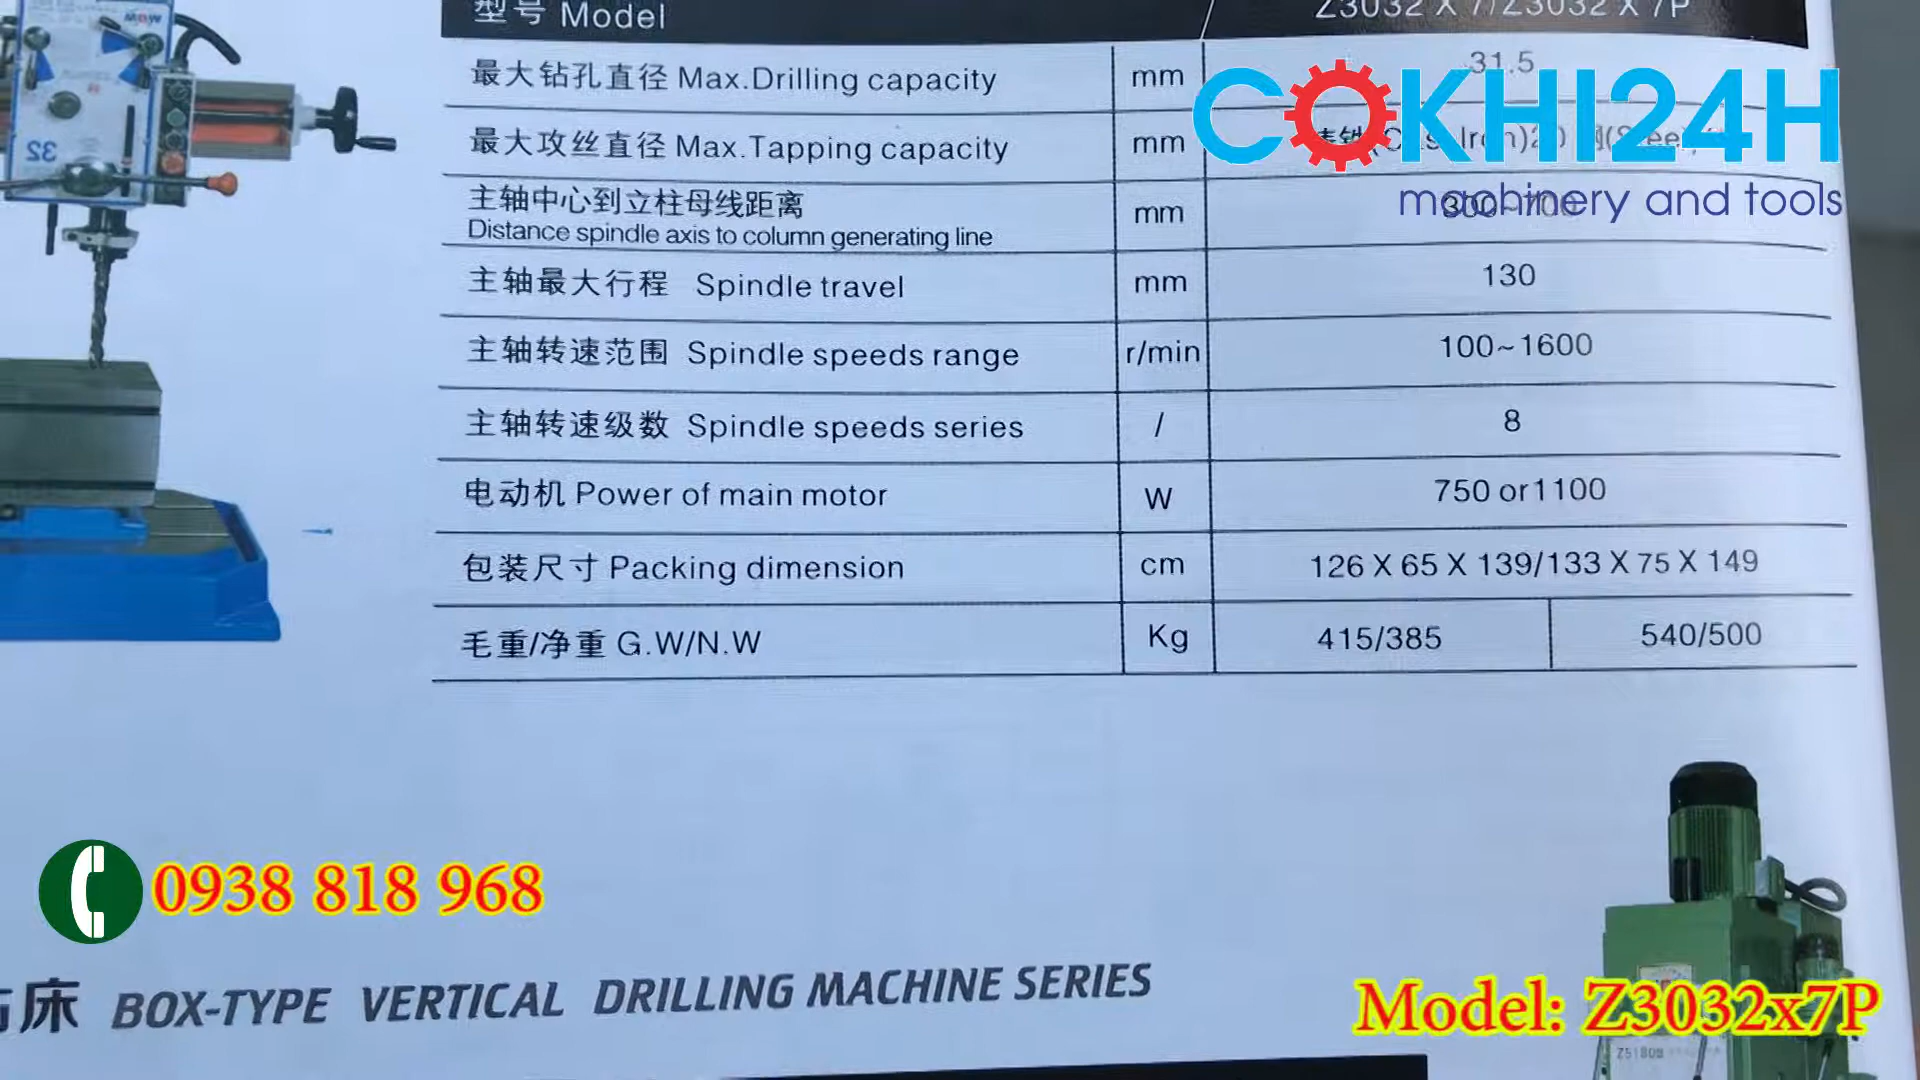 型号 Model Z3032 X 7/Z3032 X 7P
最大钻孔直径 Max.Drilling capacity mm 31.5
最大攻丝直径 Max.Tapping capacity mm
主轴中心到立柱母线距离
Distance spindle axis to column generating line mm 300~700
主轴最大行程 Spindle travel mm 130
主轴转速范围 Spindle speeds range r/min 100~1600
主轴转速级数 Spindle speeds series / 8
电动机 Power of main motor W 750 or1100
包装尺寸 Packing dimension cm 126 X 65 X 139/133 X 75 X 149
毛重/净重 G.W/N.W Kg 415/385 540/500
COKHI24H
machinery and tools
32
0938 818 968
床 BOX-TYPE VERTICAL DRILLING MACHINE SERIES
Model: Z3032x7P